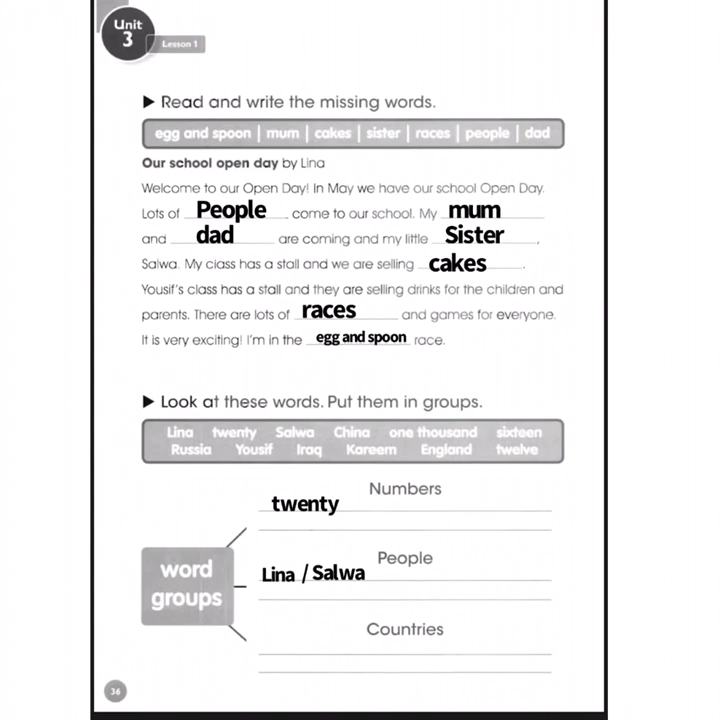 Unit
3
Lesson 1
▶ Read and write the missing words.
egg and spoon | mum | cakes | sister | races | people | dad
Our school open day by Lina
Welcome to our Open Day! In May we have our school Open Day.
Lots of People come to our school. My mum
and dad are coming and my little Sister,
Salwa. My class has a stall and we are selling cakes.
Yousif's class has a stall and they are selling drinks for the children and
parents. There are lots of races and games for everyone.
It is very exciting! I'm in the egg and spoon race.
▶ Look at these words. Put them in groups.
Lina twenty Salwa China one thousand sixteen
Russia Yousif Iraq Kareem England twelve
Numbers
twenty
People
Lina / Salwa
word
groups
Countries
36